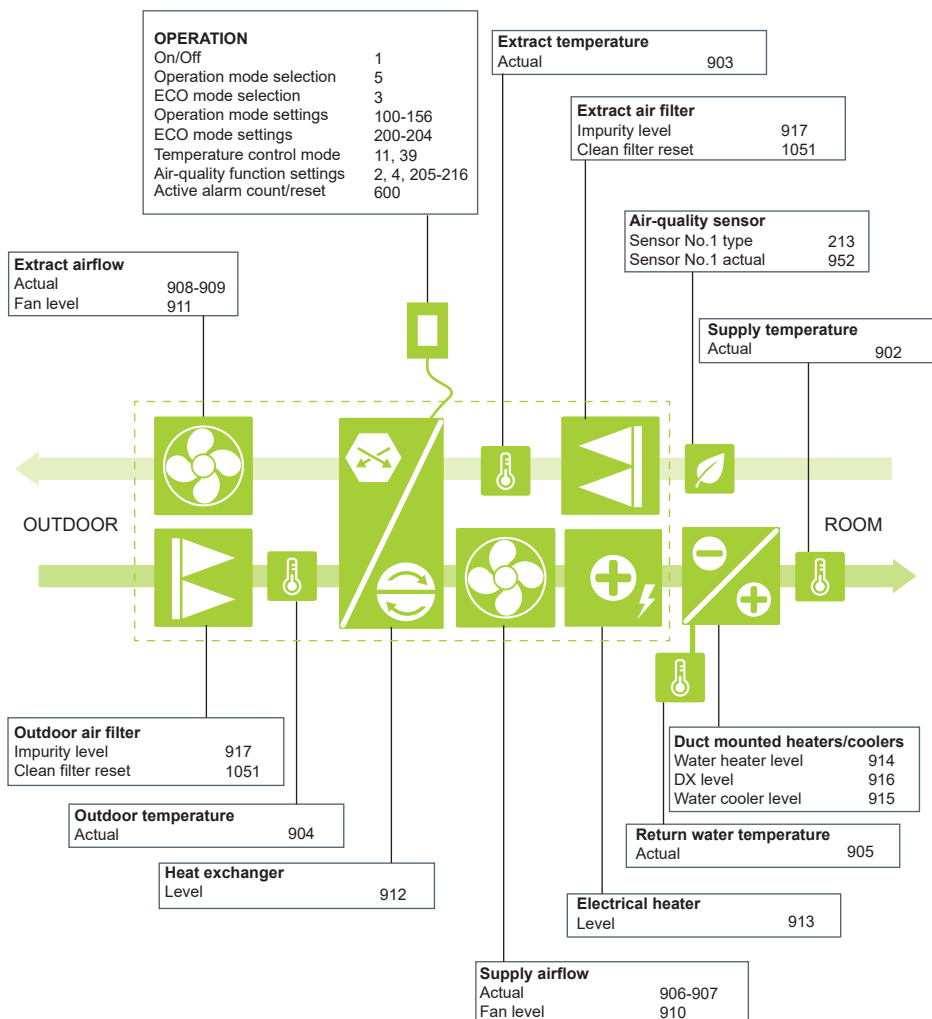 OPERATION
On/Off 1
Operation mode selection 5
ECO mode selection 3
Operation mode settings 100-156
ECO mode settings 200-204
Temperature control mode 11, 39
Air-quality function settings 2, 4, 205-216
Active alarm count/reset 600
Extract temperature
Actual 903
Extract air filter
Impurity level 917
Clean filter reset 1051
Air-quality sensor
Sensor No.1 type 213
Sensor No.1 actual 952
Extract airflow
Actual 908-909
Fan level 911
Supply temperature
Actual 902
OUTDOOR
ROOM
Outdoor air filter
Impurity level 917
Clean filter reset 1051
Duct mounted heaters/coolers
Water heater level 914
DX level 916
Water cooler level 915
Outdoor temperature
Actual 904
Return water temperature
Actual 905
Heat exchanger
Level 912
Electrical heater
Level 913
Supply airflow
Actual 906-907
Fan level 910